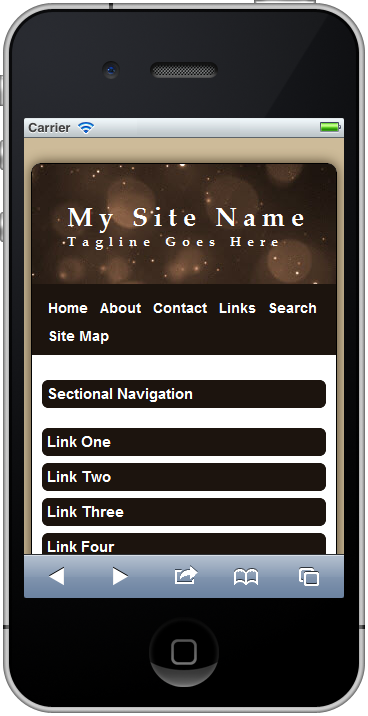 Carrier
My Site Name
Tagline Goes Here
Home About Contact Links Search
Site Map
Sectional Navigation
Link One
Link Two
Link Three
Link Four